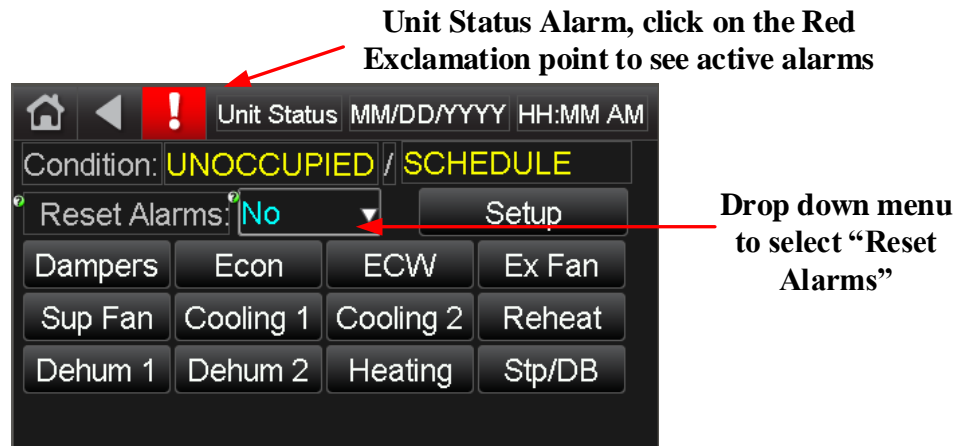 Unit Status Alarm, click on the Red
Exclamation point to see active alarms
! Unit Status MM/DD/YYYY HH:MM AM
Condition: UNOCCUPIED / SCHEDULE
? Reset Alarms: ? No Setup
Drop down menu
to select “Reset
Alarms”
Dampers Econ ECW Ex Fan
Sup Fan Cooling 1 Cooling 2 Reheat
Dehum 1 Dehum 2 Heating Stp/DB